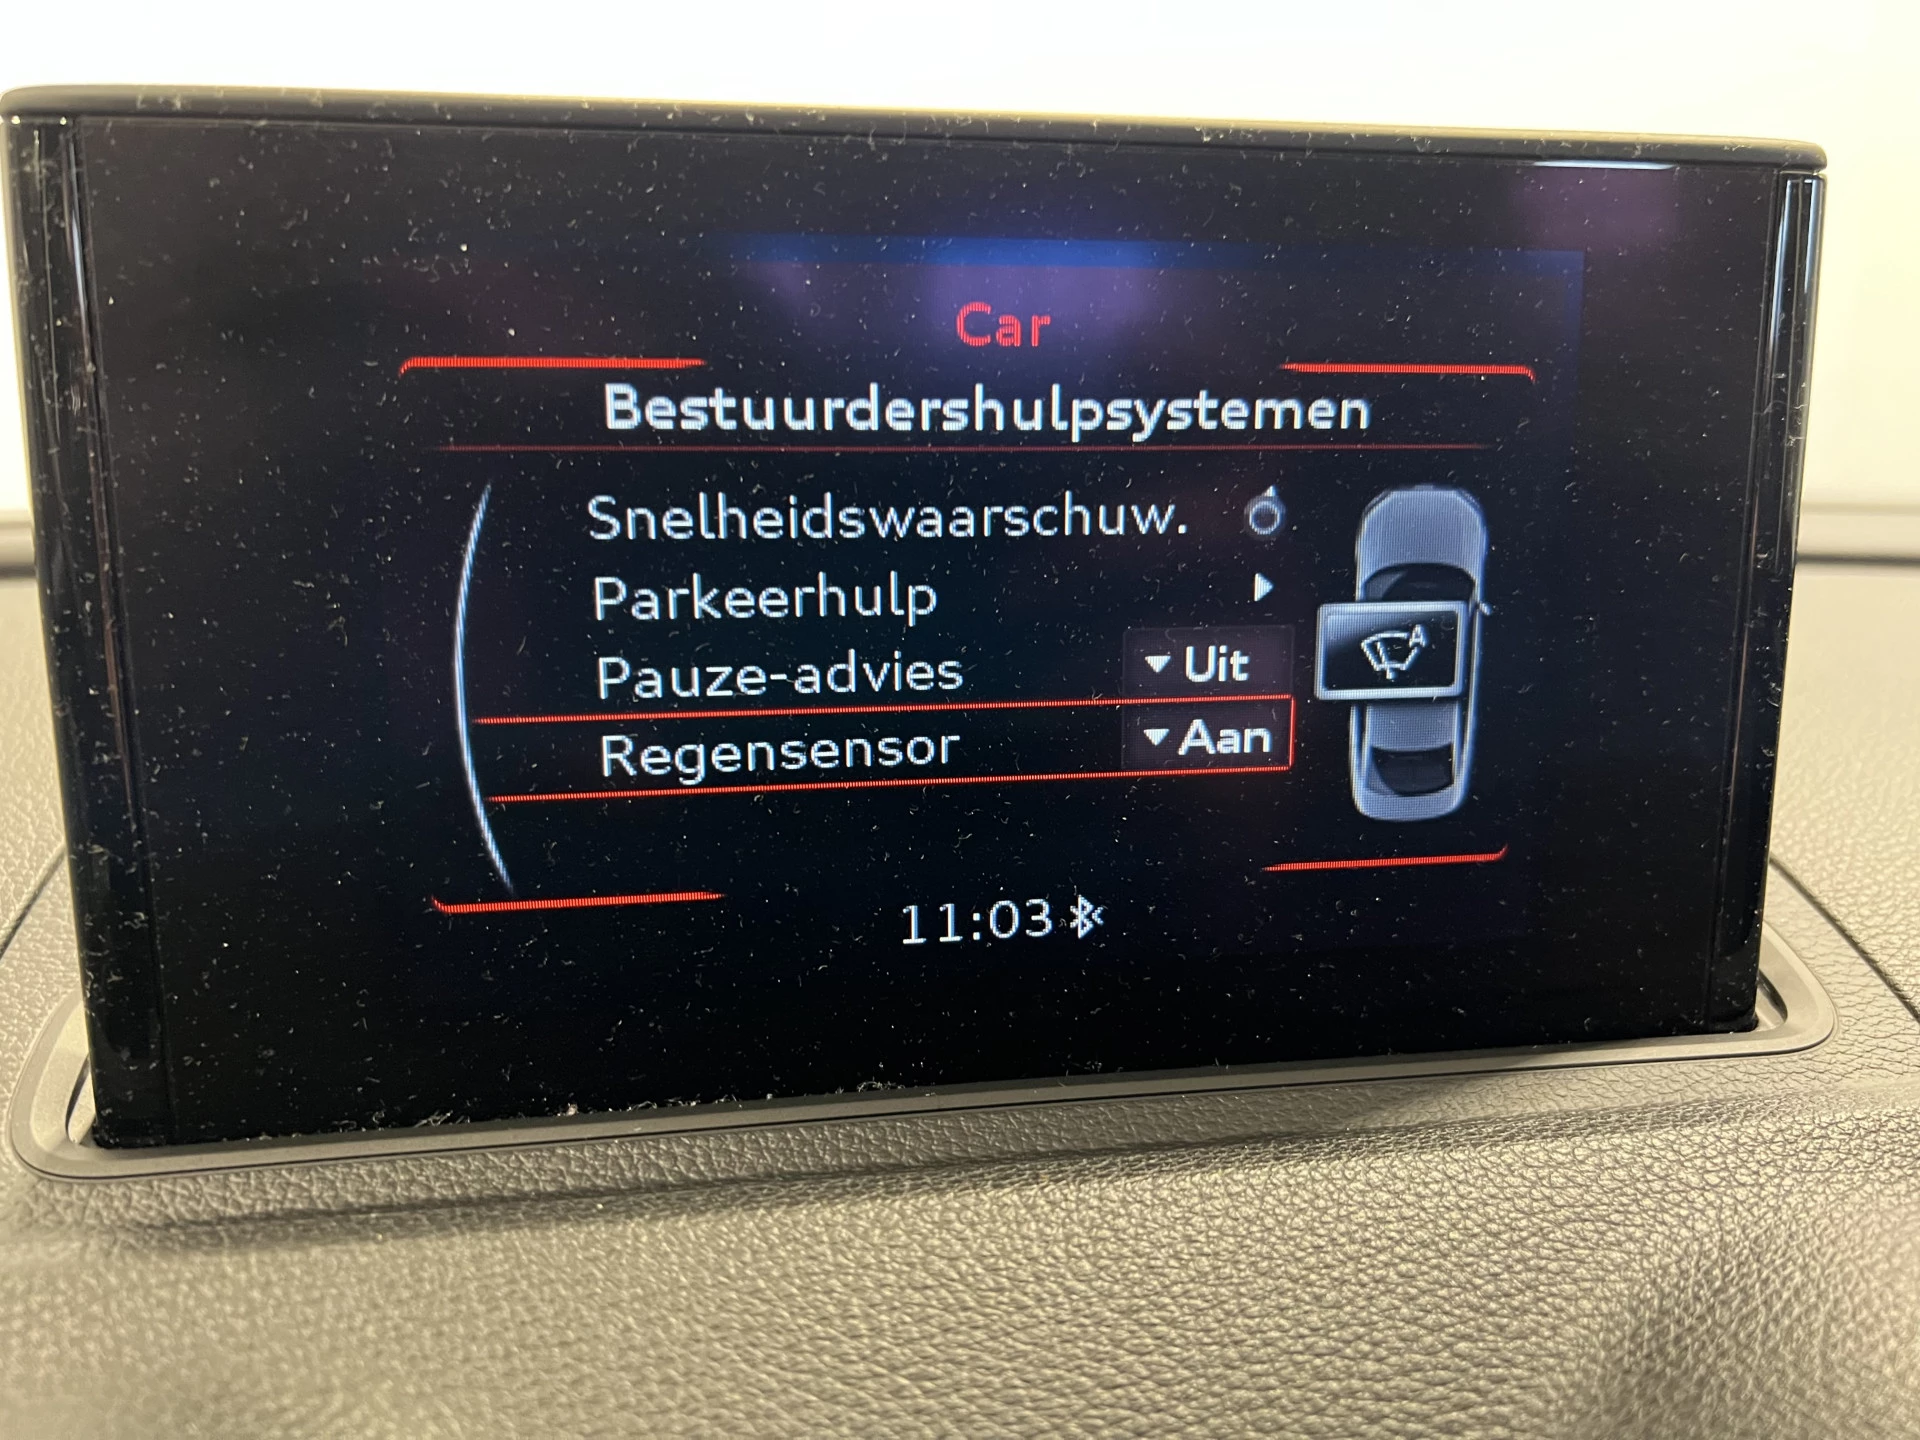 Car
Bestuurdershulpsystemen
Snelheidswaarschuw.
Parkeerhulp
Pauze-advies Uit
Regensensor Aan
A
11:03